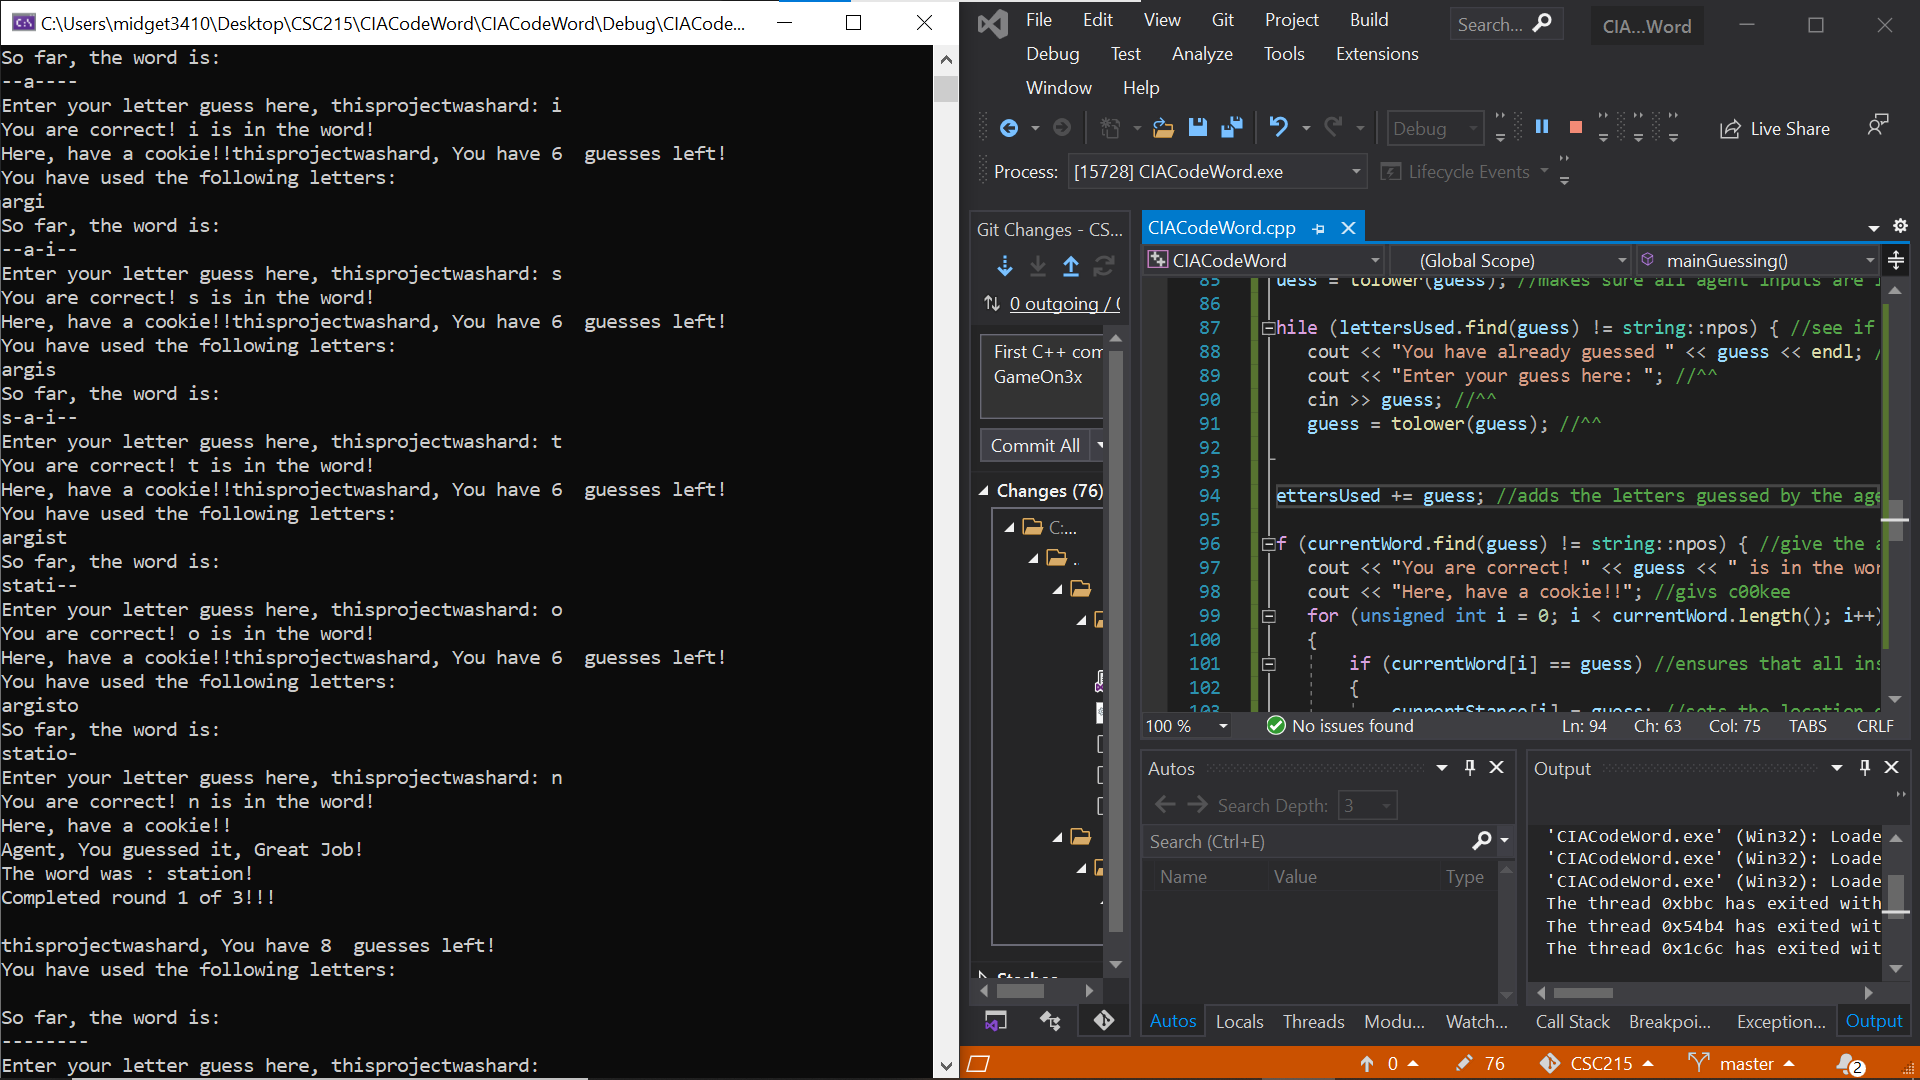 C:\Users\midget3410\Desktop\CSC215\CIACodeWord\CIACodeWord\Debug\CIACode...
So far, the word is:
--a----
Enter your letter guess here, thisprojectwashard: i
You are correct! i is in the word!
Here, have a cookie!!thisprojectwashard, You have 6  guesses left!
You have used the following letters:
argi
So far, the word is:
--a-i--
Enter your letter guess here, thisprojectwashard: s
You are correct! s is in the word!
Here, have a cookie!!thisprojectwashard, You have 6  guesses left!
You have used the following letters:
argis
So far, the word is:
s-a-i--
Enter your letter guess here, thisprojectwashard: t
You are correct! t is in the word!
Here, have a cookie!!thisprojectwashard, You have 6  guesses left!
You have used the following letters:
argist
So far, the word is:
stati--
Enter your letter guess here, thisprojectwashard: o
You are correct! o is in the word!
Here, have a cookie!!thisprojectwashard, You have 6  guesses left!
You have used the following letters:
argisto
So far, the word is:
statio-
Enter your letter guess here, thisprojectwashard: n
You are correct! n is in the word!
Here, have a cookie!!
Agent, You guessed it, Great Job!
The word was : station!
Completed round 1 of 3!!!
thisprojectwashard, You have 8  guesses left!
You have used the following letters:
So far, the word is:
--------
Enter your letter guess here, thisprojectwashard:
File Edit View Git Project Build
Debug Test Analyze Tools Extensions
Window Help
Search...
CIA...Word
Debug
Live Share
Process: [15728] CIACodeWord.exe
Lifecycle Events
Git Changes - CS...
0 outgoing / 
First C++ com
GameOn3x
Commit All
Changes (76)
C:...
CIACodeWord.cpp
CIACodeWord (Global Scope) mainGuessing()
85 uess = tolower(guess); //makes sure all agent inputs are
86
87 hile (lettersUsed.find(guess) != string::npos) { //see if
88 cout << "You have already guessed " << guess << endl; /
89 cout << "Enter your guess here: "; //^^
90 cin >> guess; //^^
91 guess = tolower(guess); //^^
92
93
94 ettersUsed += guess; //adds the letters guessed by the age
95
96 f (currentWord.find(guess) != string::npos) { //give the a
97 cout << "You are correct! " << guess << " is in the wor
98 cout << "Here, have a cookie!!"; //givs c00kee
99 for (unsigned int i = 0; i < currentWord.length(); i++)
100 {
101 if (currentWord[i] == guess) //ensures that all ins
102 {
103 currentStance[i] = guess; //sets the location
100 % No issues found Ln: 94 Ch: 63 Col: 75 TABS CRLF
Autos
Search Depth: 3
Search (Ctrl+E)
Name Value Type
Autos Locals Threads Modu... Watch...
Output
'CIACodeWord.exe' (Win32): Loade
'CIACodeWord.exe' (Win32): Loade
'CIACodeWord.exe' (Win32): Loade
The thread 0xbbc has exited with
The thread 0x54b4 has exited wit
The thread 0x1c6c has exited wit
Call Stack Breakpoi... Exception... Output
0 76 CSC215 master 2